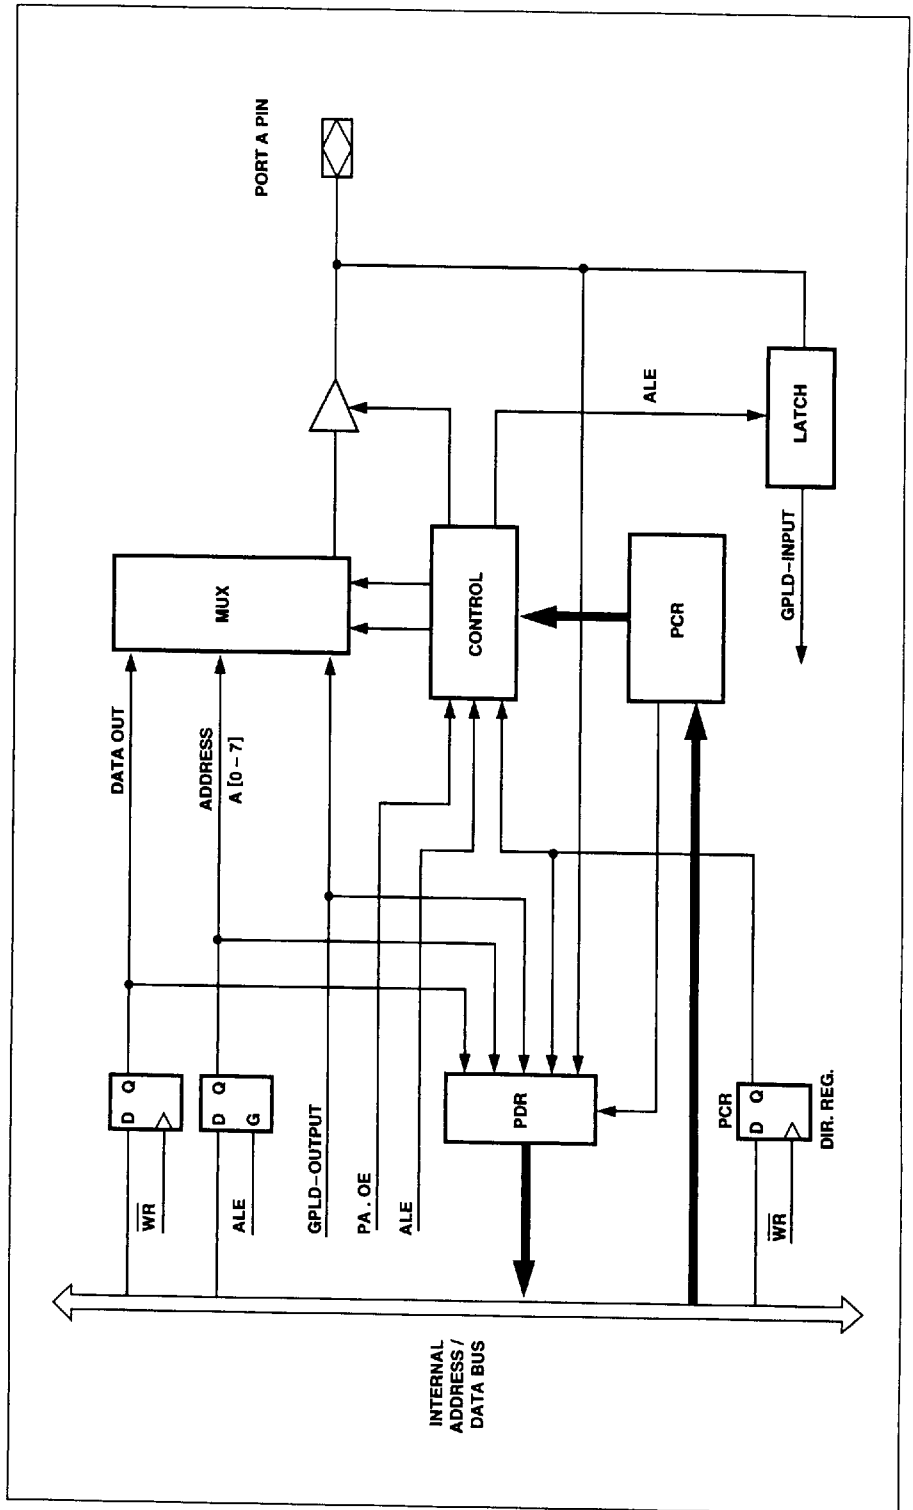 INTERNAL
ADDRESS /
DATA BUS
WR
D Q
DATA OUT
ALE
D Q
G
ADDRESS
A [0 – 7]
MUX
PORT A PIN
GPLD–OUTPUT
PA . OE
ALE
PDR
CONTROL
ALE
PCR
PCR
D Q
WR
DIR. REG.
GPLD–INPUT
LATCH